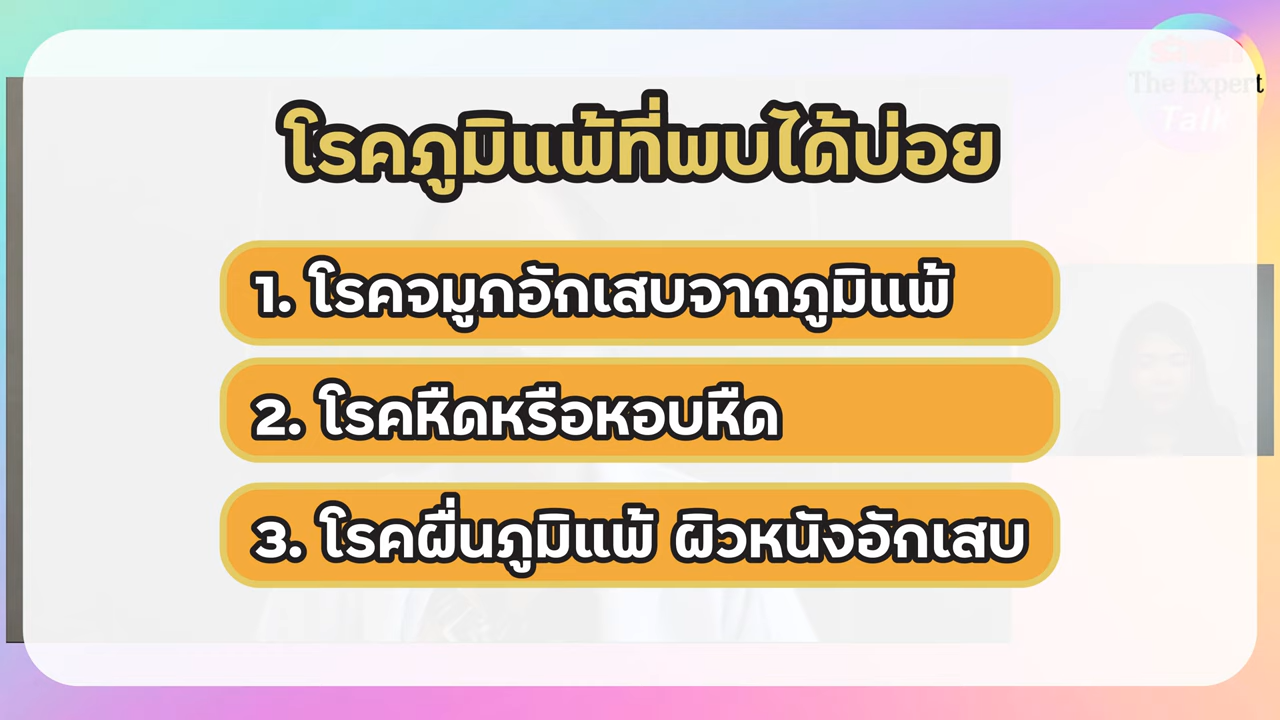 The Expert
Talk
โรคภูมิแพ้ที่พบได้บ่อย
1. โรคจมูกอักเสบจากภูมิแพ้
2. โรคหืดหรือหอบหืด
3. โรคผื่นภูมิแพ้ ผิวหนังอักเสบ